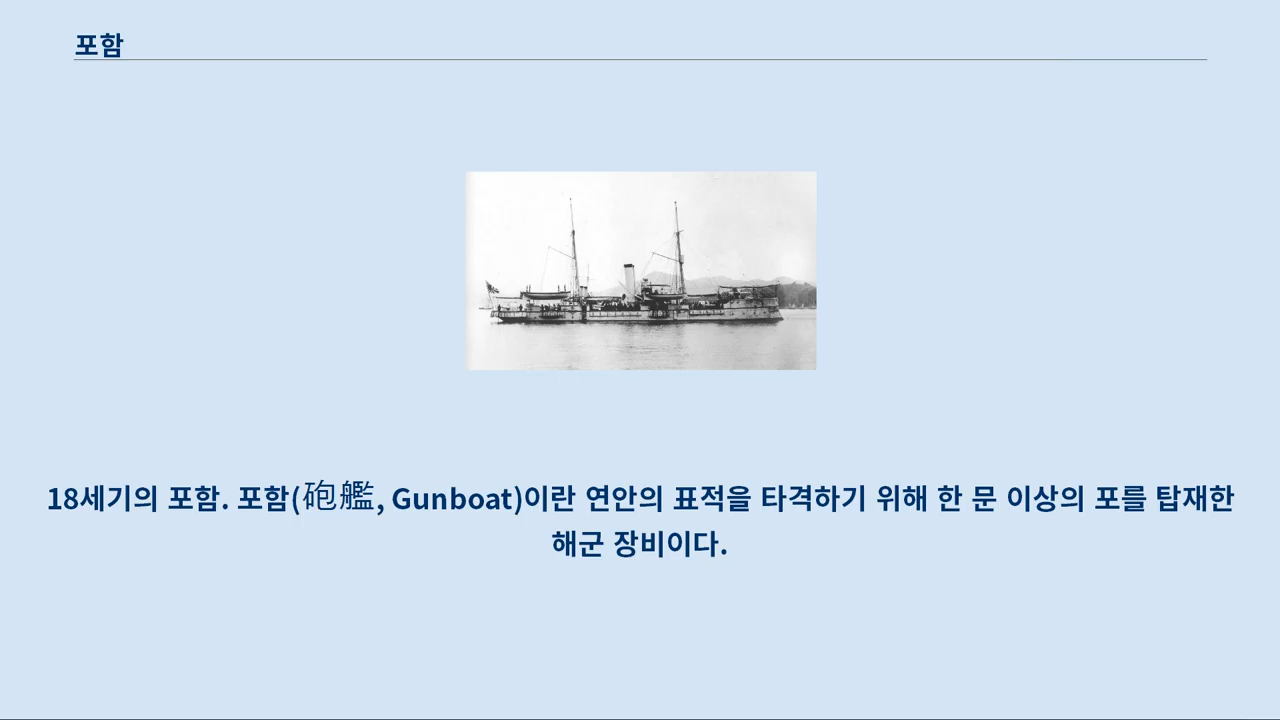 포함
18세기의 포함. 포함(砲艦, Gunboat)이란 연안의 표적을 타격하기 위해 한 문 이상의 포를 탑재한
해군 장비이다.